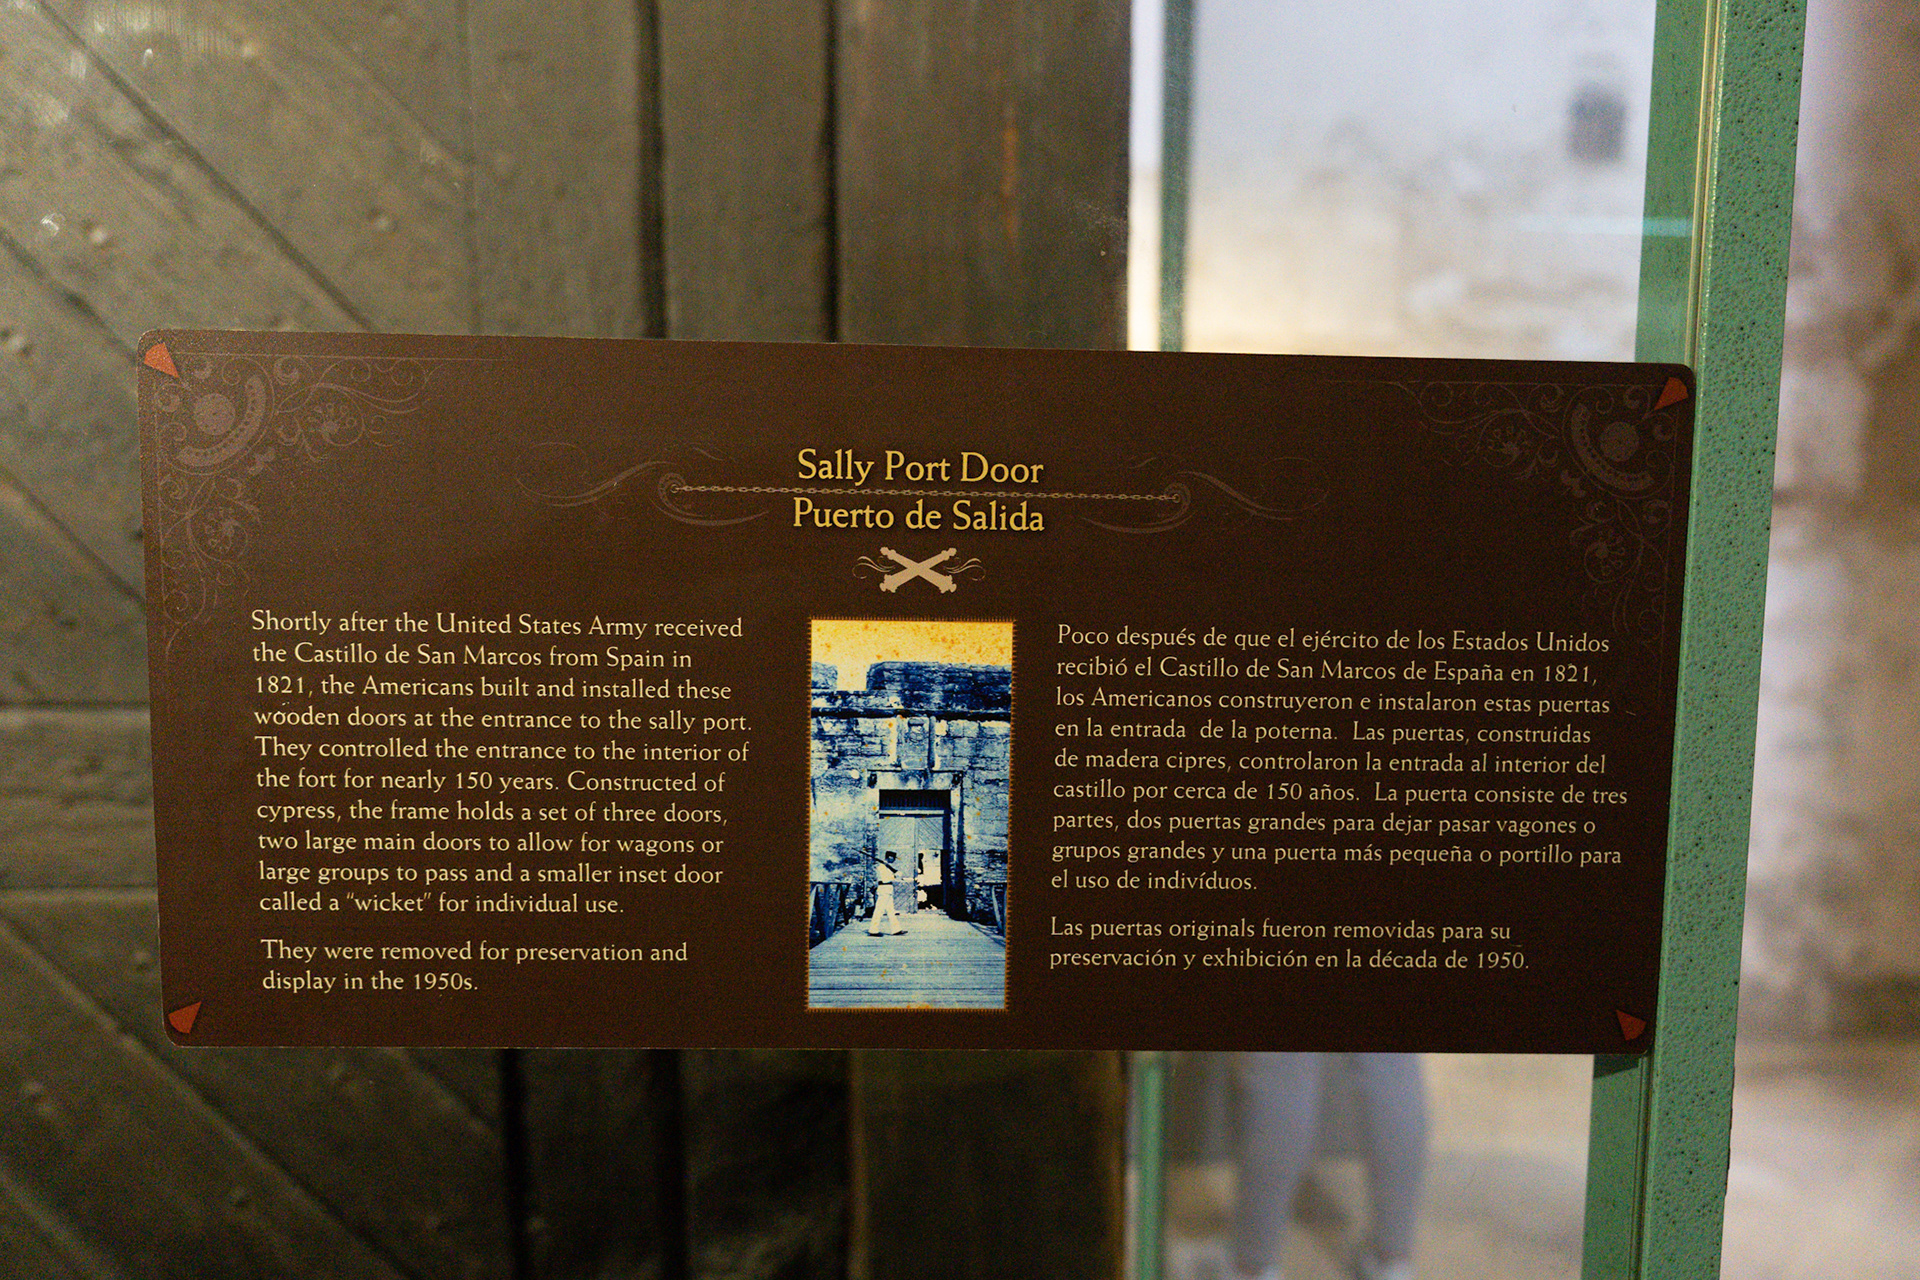 Sally Port Door
Puerto de Salida
Shortly after the United States Army received
the Castillo de San Marcos from Spain in
1821, the Americans built and installed these
wooden doors at the entrance to the sally port.
They controlled the entrance to the interior of
the fort for nearly 150 years. Constructed of
cypress, the frame holds a set of three doors,
two large main doors to allow for wagons or
large groups to pass and a smaller inset door
called a "wicket" for individual use.
They were removed for preservation and
display in the 1950s.
Poco después de que el ejército de los Estados Unidos
recibió el Castillo de San Marcos de España en 1821,
los Americanos construyeron e instalaron estas puertas
en la entrada de la poterna. Las puertas, construidas
de madera cipres, controlaron la entrada al interior del
castillo por cerca de 150 años. La puerta consiste de tres
partes, dos puertas grandes para dejar pasar vagones o
grupos grandes y una puerta más pequeña o portillo para
el uso de indivíduos.
Las puertas originals fueron removidas para su
preservación y exhibición en la década de 1950.